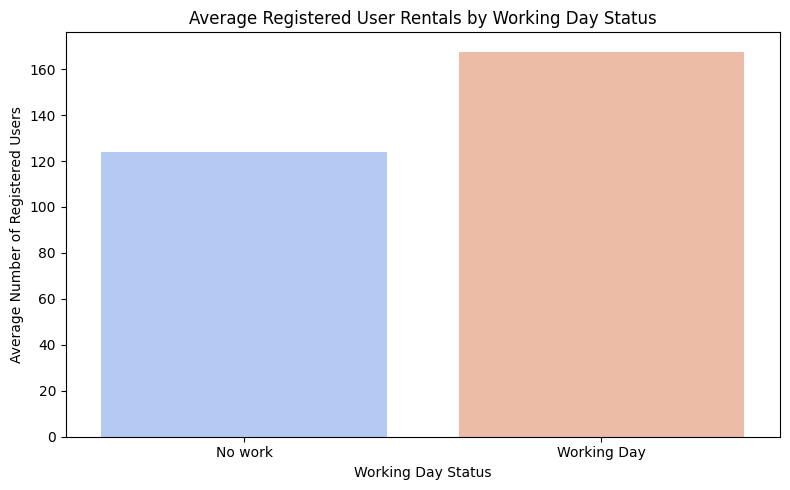 Average Registered User Rentals by Working Day Status
Average Number of Registered Users
160
140
120
100
80
60
40
20
0
No work
Working Day
Working Day Status